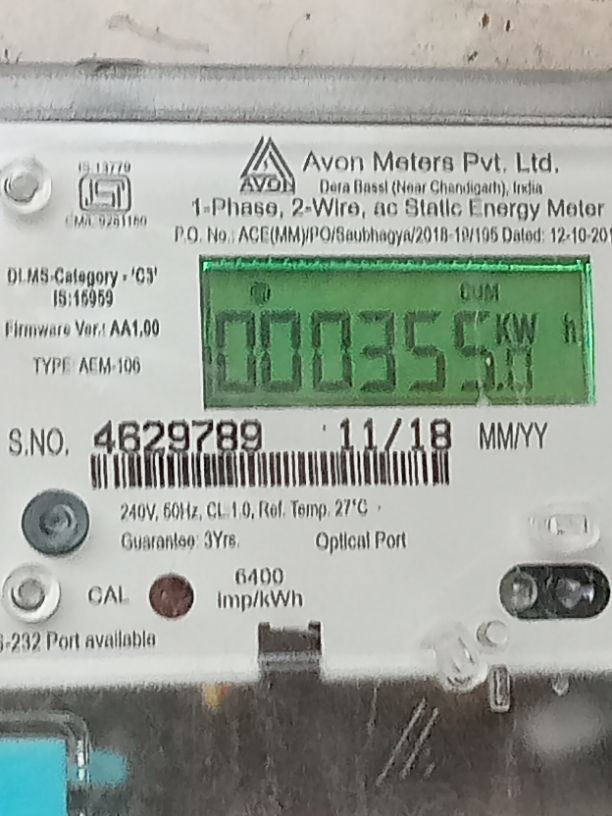 IS 13779
Avon Meters Pvt. Ltd.
AVON
Dera Bassi (Near Chandigarh), India
CM/L 9261160
1-Phase, 2-Wire, ac Static Energy Meter
P.O. No.: ACE(MM)/PO/Saubhagya/2018-19/195 Dated: 12-10-201
DLMS-Category - 'C3'
IS:15959
CUM
000355.0 KW h
Firmware Ver.: AA1.00
TYPE AEM-106
S.NO. 4629789 11/18 MM/YY
240V, 50Hz, CL 1.0, Ref. Temp. 27°C
Guarantee: 3Yrs. Optical Port
CAL 6400
imp/kWh
S-232 Port available